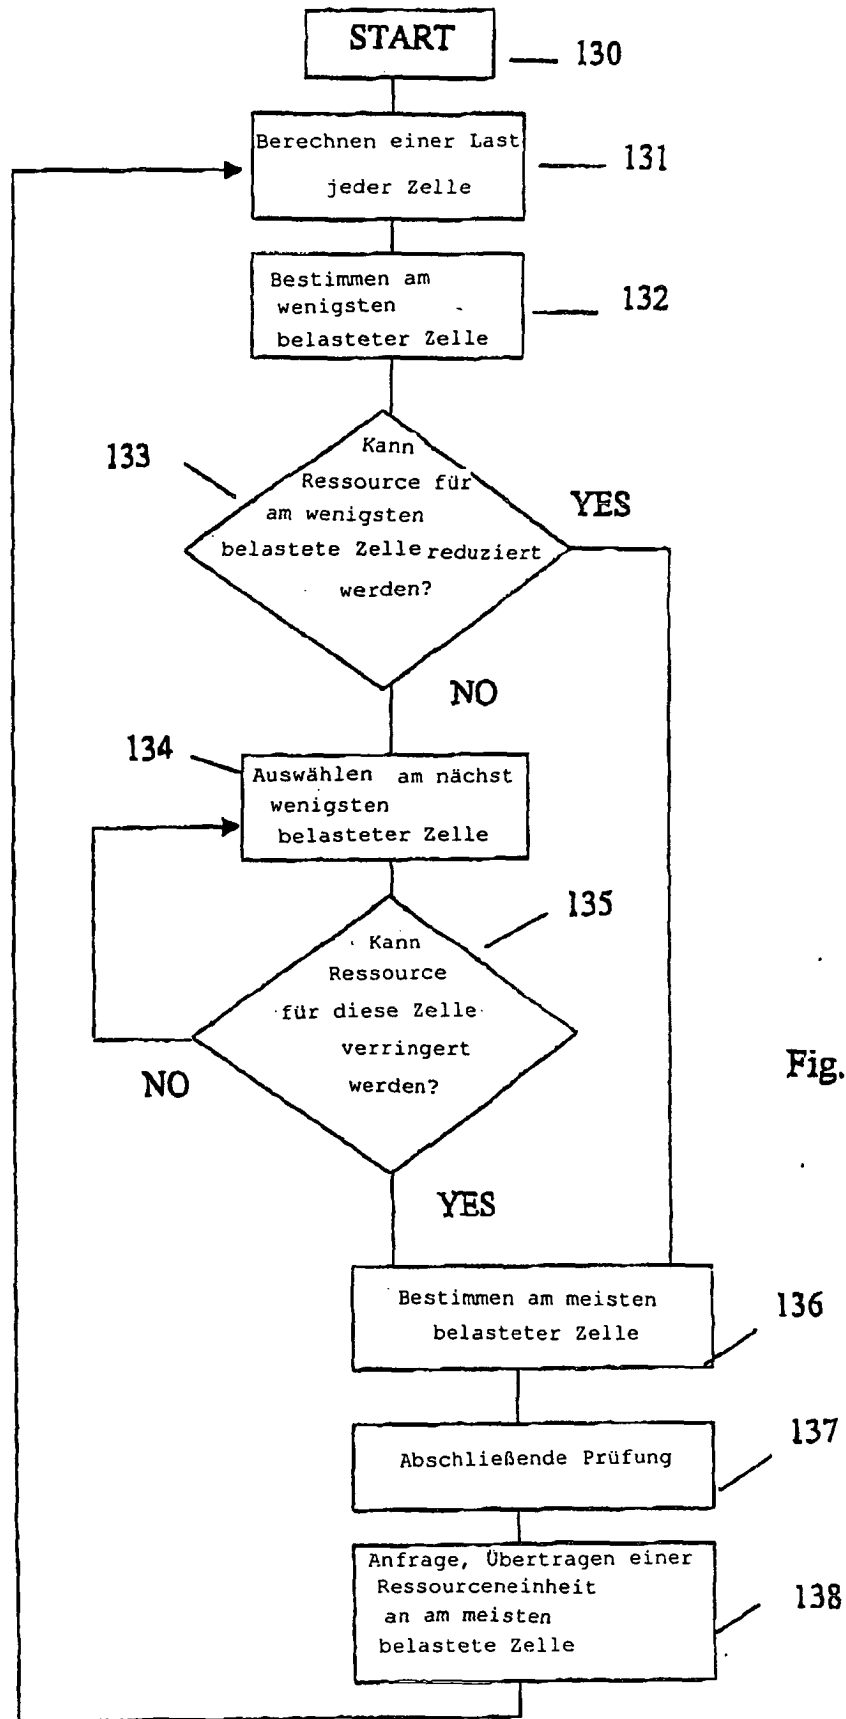 START
130
Berechnen einer Last
jeder Zelle
131
Bestimmen am
wenigsten
belasteter Zelle
132
133
Kann
Ressource für
am wenigsten
belastete Zelle reduziert
werden?
YES
NO
134
Auswählen am nächst
wenigsten
belasteter Zelle
135
Kann
Ressource
für diese Zelle
verringert
werden?
NO
Fig.
YES
Bestimmen am meisten
belasteter Zelle
136
Abschließende Prüfung
137
Anfrage, Übertragen einer
Ressourceneinheit
an am meisten
belastete Zelle
138